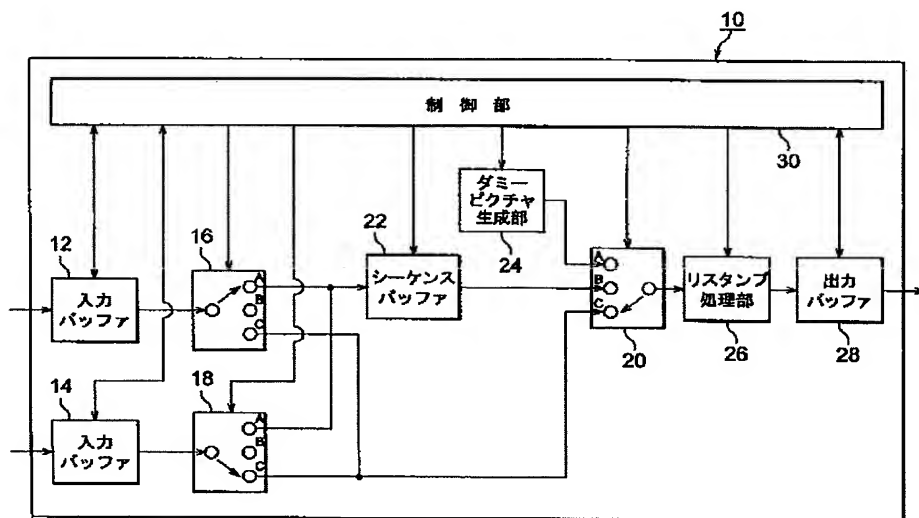 10
制御部
30
ダミー
ピクチャ
生成部
24
12
入力
バッファ
16
A
B
C
22
シーケンス
バッファ
A
B
C
20
リスタンプ
処理部
26
出力
バッファ
28
14
入力
バッファ
18
A
B
C